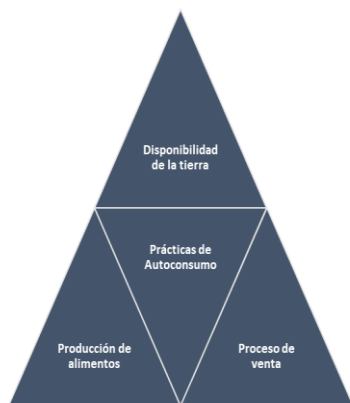 Disponibilidad
de la tierra
Prácticas de
Autoconsumo
Producción de
alimentos
Proceso de
venta